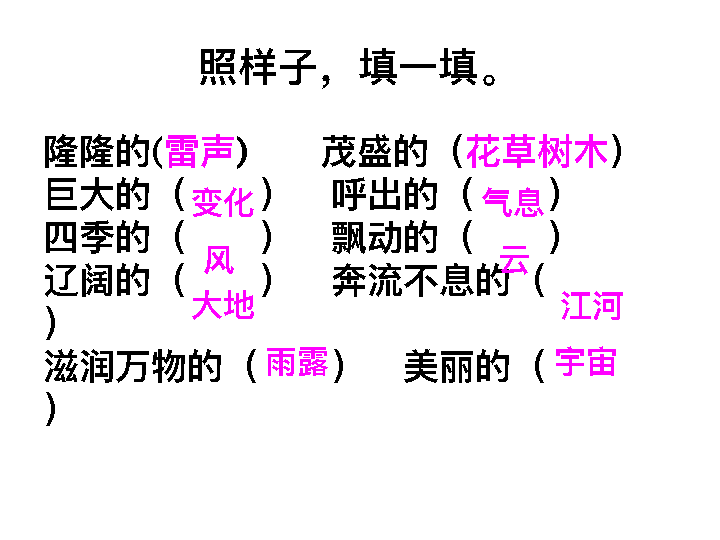 照样子，填一填。
隆隆的(雷声) 茂盛的（花草树木）
巨大的（变化） 呼出的（气息）
四季的（风） 飘动的（云）
辽阔的（大地） 奔流不息的（江河
）
滋润万物的（雨露） 美丽的（宇宙
）